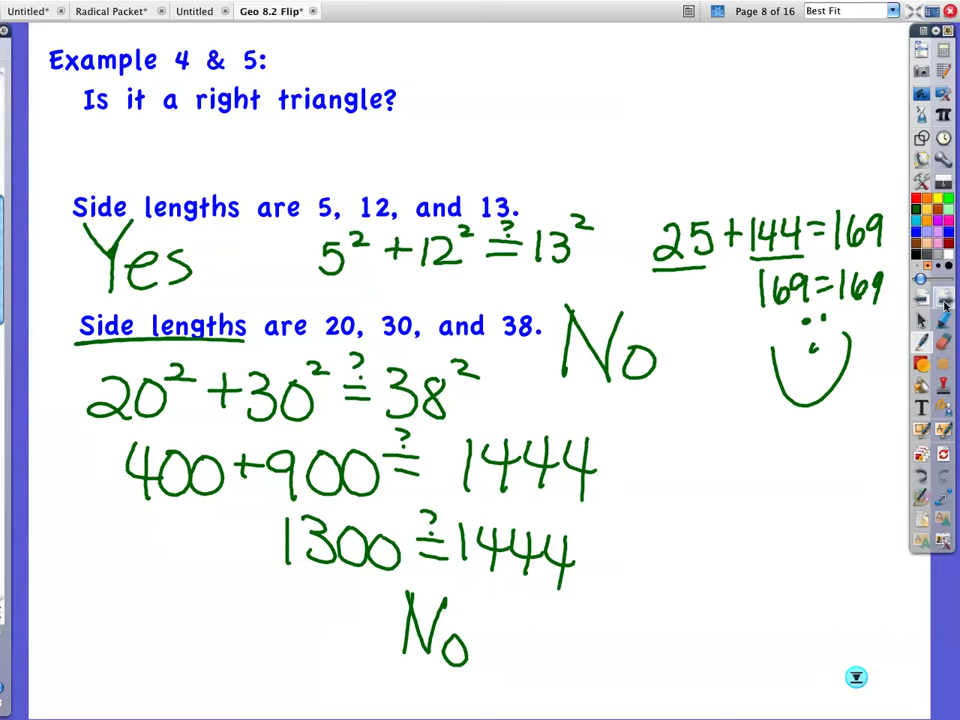 Untitled* Radical Packet* Untitled Geo 8.2 Flip* Page 8 of 16 Best Fit
Example 4 & 5:
Is it a right triangle?
Side lengths are 5, 12, and 13.
Yes 5² + 12² ≟ 13² 25 + 144 = 169
169 = 169
Side lengths are 20, 30, and 38. No
20² + 30² ≟ 38²
400 + 900 ≟ 1444
1300 ≟ 1444
No